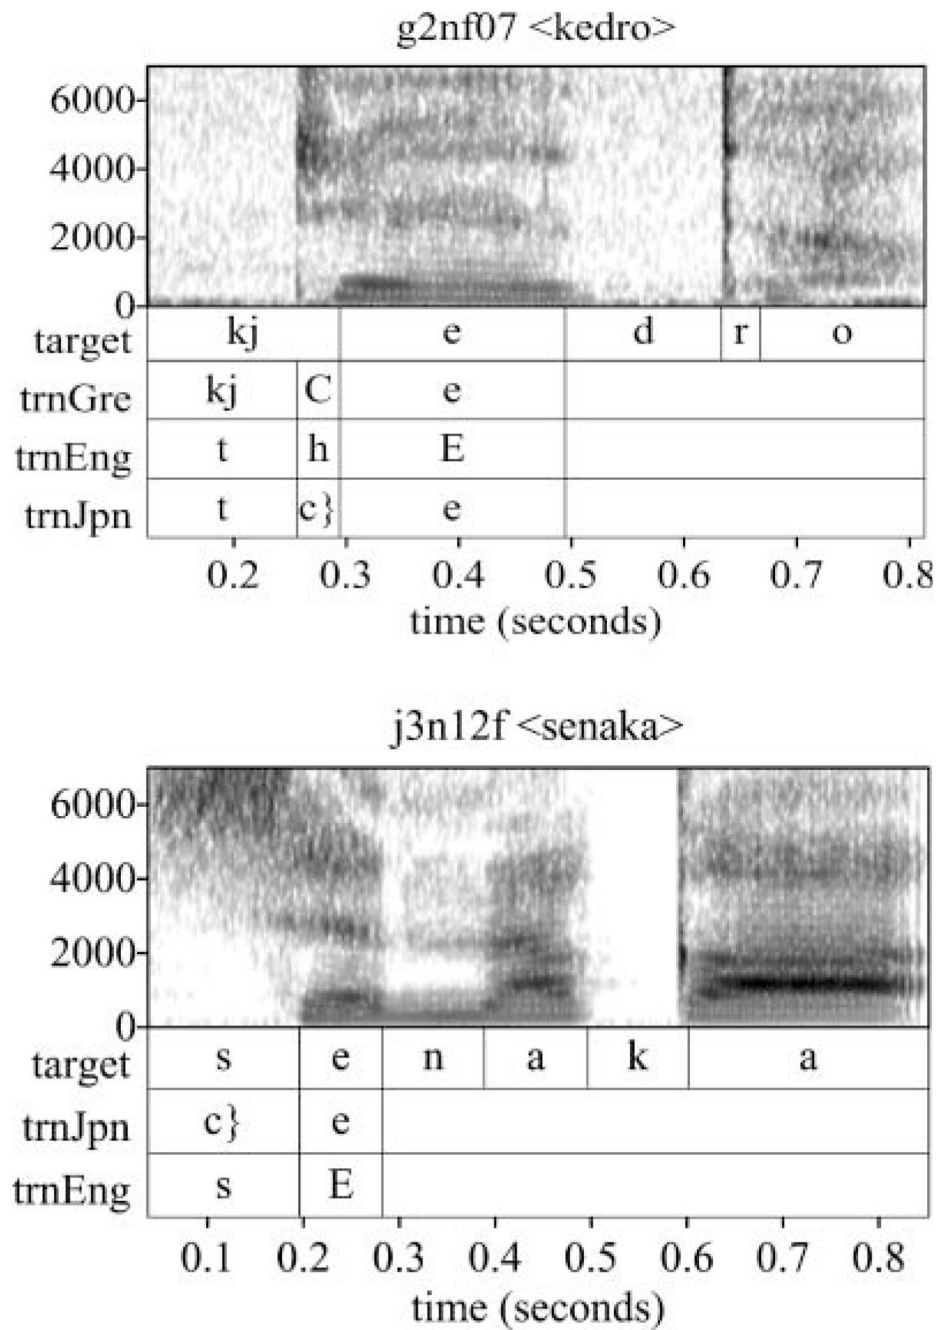 g2nf07 <kedro>
6000
4000
2000
0
target kj e d r o
trnGre kj C e
trnEng t h E
trnJpn t c} e
0.2 0.3 0.4 0.5 0.6 0.7 0.8
time (seconds)
j3n12f <senaka>
6000
4000
2000
0
target s e n a k a
trnJpn c} e
trnEng s E
0.1 0.2 0.3 0.4 0.5 0.6 0.7 0.8
time (seconds)